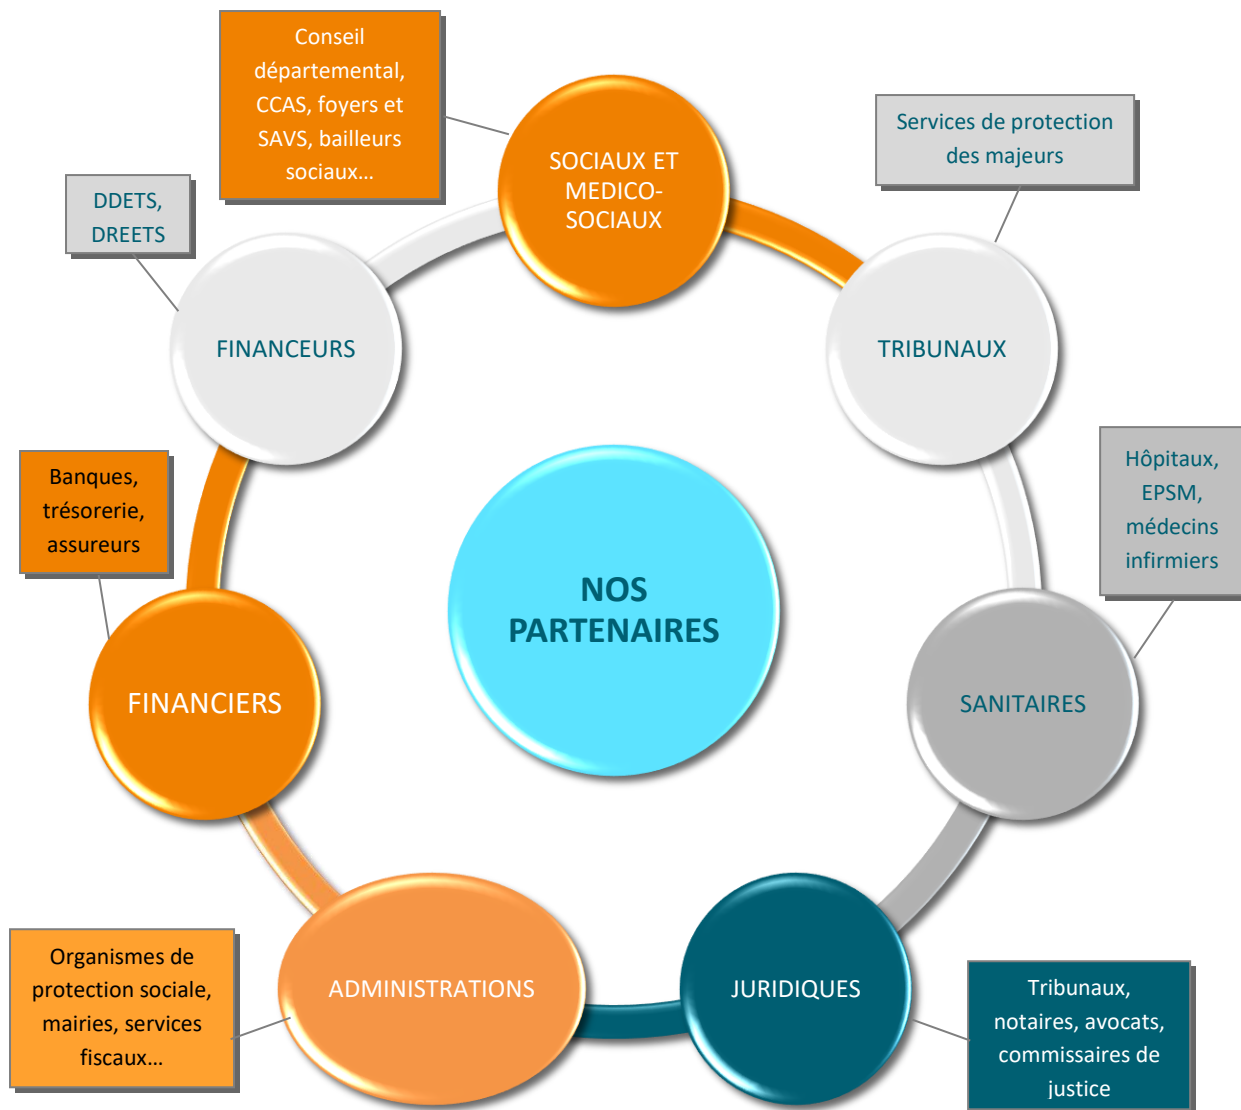 Conseil
départemental,
CCAS, foyers et
SAVS, bailleurs
sociaux…
SOCIAUX ET
MEDICO-
SOCIAUX
Services de protection
des majeurs
DDETS,
DREETS
FINANCEURS
TRIBUNAUX
Hôpitaux,
EPSM,
médecins
infirmiers
Banques,
trésorerie,
assureurs
NOS
PARTENAIRES
FINANCIERS
SANITAIRES
Organismes de
protection sociale,
mairies, services
fiscaux…
ADMINISTRATIONS
JURIDIQUES
Tribunaux,
notaires, avocats,
commissaires de
justice